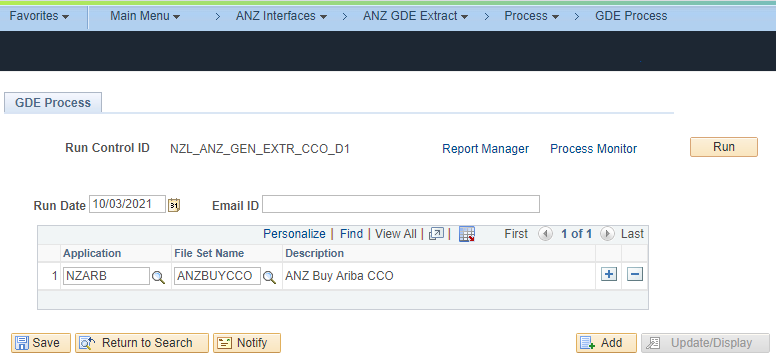 Favorites Main Menu > ANZ Interfaces > ANZ GDE Extract > Process > GDE Process
GDE Process
Run Control ID NZL_ANZ_GEN_EXTR_CCO_D1 Report Manager Process Monitor Run
Run Date 10/03/2021 31 Email ID
Personalize | Find | View All | | First 1 of 1 Last
Application File Set Name Description
1 NZARB ANZBUYCCO ANZ Buy Ariba CCO
Save Return to Search Notify Add Update/Display